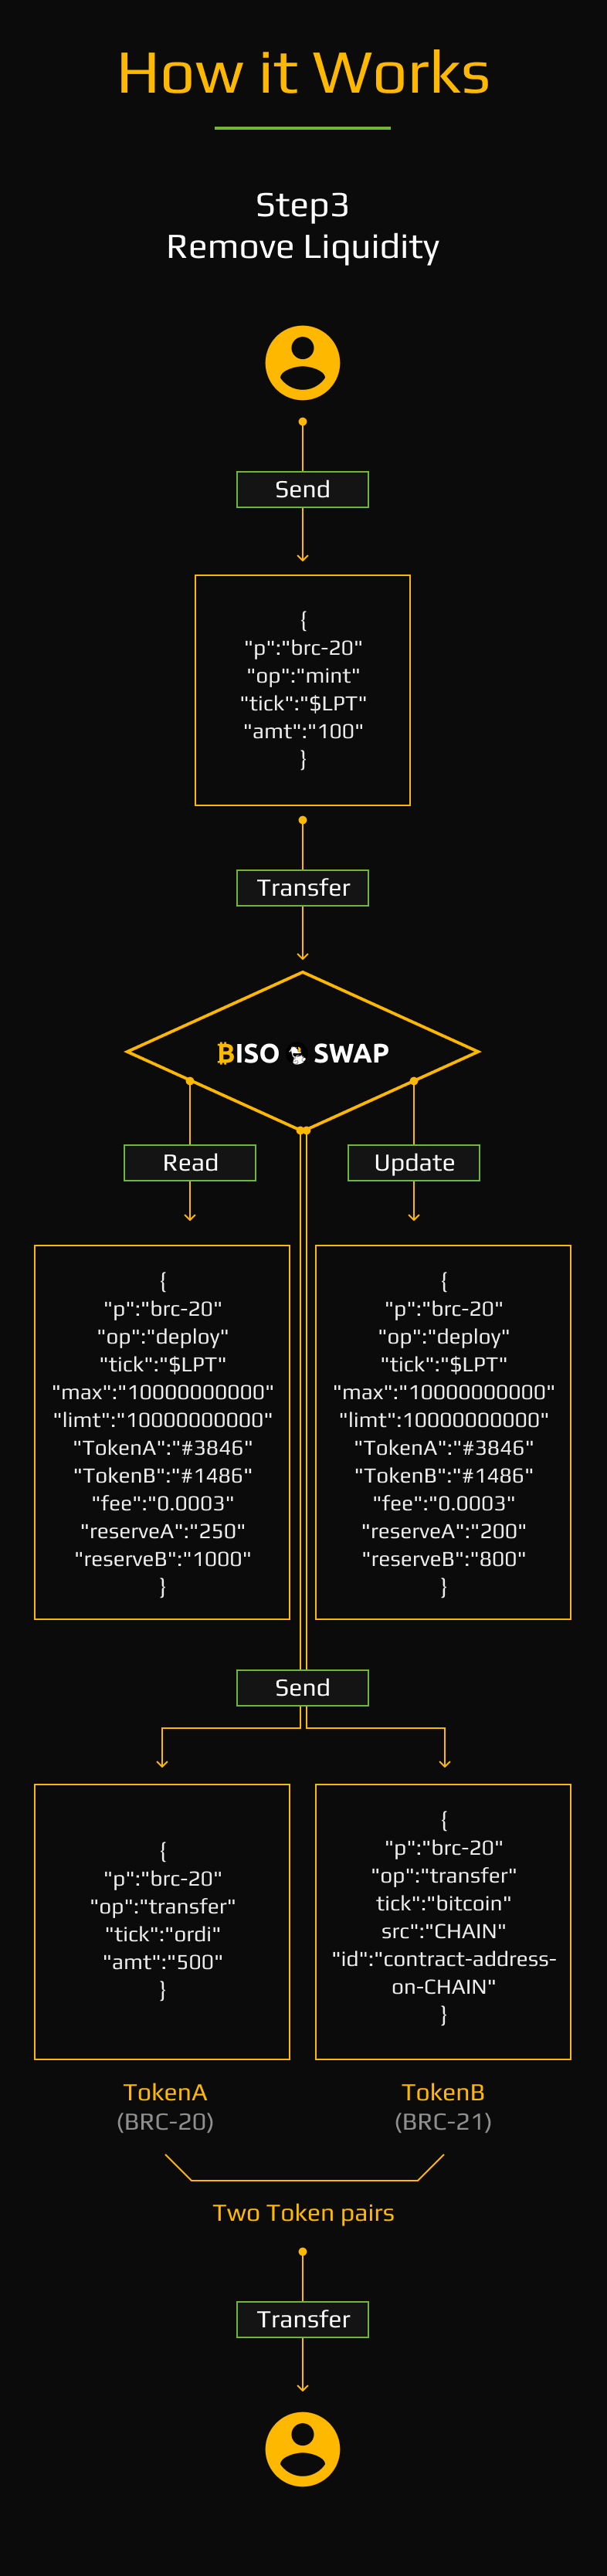 How it Works
Step3
Remove Liquidity
Send
{
"p":"brc-20"
"op":"mint"
"tick":"$LPT"
"amt":"100"
}
Transfer
BISO SWAP
Read
Update
{
"p":"brc-20"
"op":"deploy"
"tick":"$LPT"
"max":"10000000000"
"limt":"10000000000"
"TokenA":"#3846"
"TokenB":"#1486"
"fee":"0.0003"
"reserveA":"250"
"reserveB":"1000"
}
{
"p":"brc-20"
"op":"deploy"
"tick":"$LPT"
"max":"10000000000"
"limt":10000000000"
"TokenA":"#3846"
"TokenB":"#1486"
"fee":"0.0003"
"reserveA":"200"
"reserveB":"800"
}
Send
{
"p":"brc-20"
"op":"transfer"
"tick":"ordi"
"amt":"500"
}
{
"p":"brc-20"
"op":"transfer"
tick":"bitcoin"
src":"CHAIN"
"id":"contract-address-
on-CHAIN"
}
TokenA
(BRC-20)
TokenB
(BRC-21)
Two Token pairs
Transfer